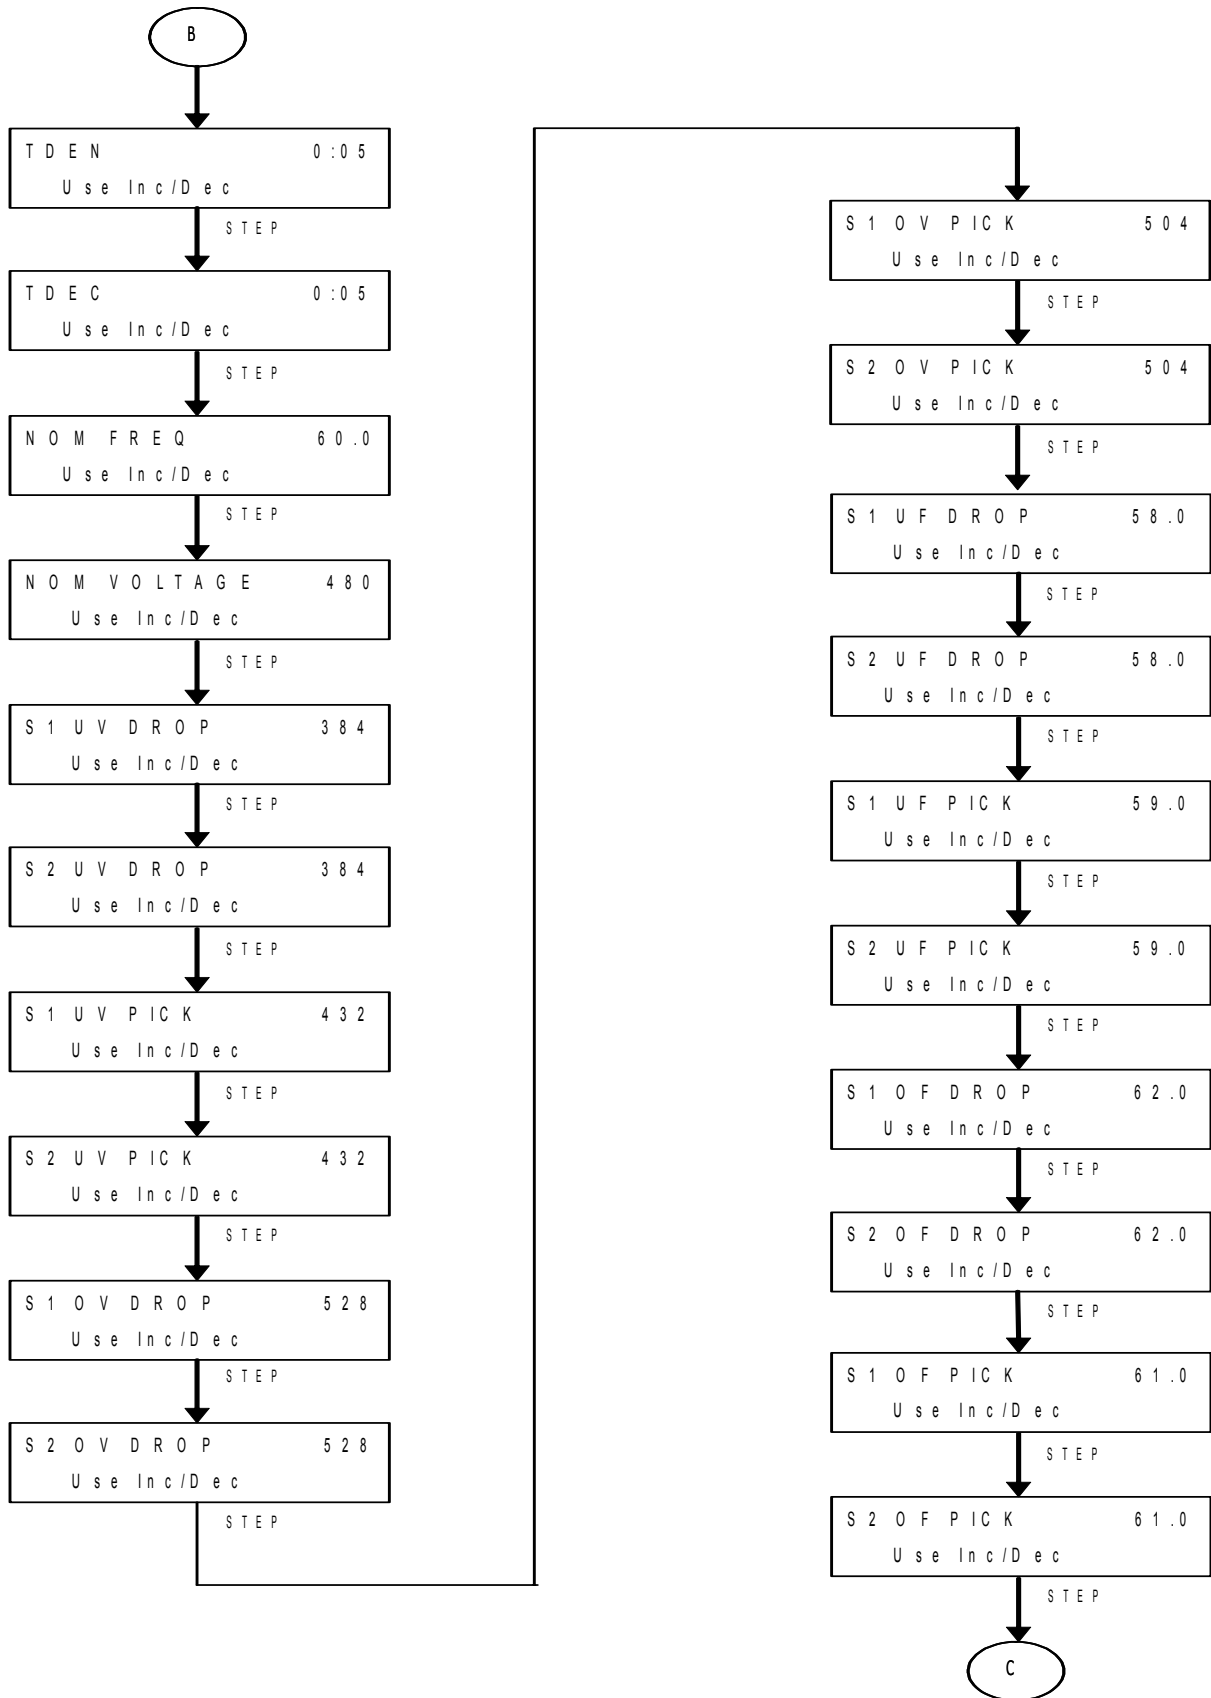 B
TDEN 0:05
Use Inc/Dec
STEP
TDEC 0:05
Use Inc/Dec
STEP
NOM FREQ 60.0
Use Inc/Dec
STEP
NOM VOLTAGE 480
Use Inc/Dec
STEP
S1 UV DROP 384
Use Inc/Dec
STEP
S2 UV DROP 384
Use Inc/Dec
STEP
S1 UV PICK 432
Use Inc/Dec
STEP
S2 UV PICK 432
Use Inc/Dec
STEP
S1 OV DROP 528
Use Inc/Dec
STEP
S2 OV DROP 528
Use Inc/Dec
STEP
S1 OV PICK 504
Use Inc/Dec
STEP
S2 OV PICK 504
Use Inc/Dec
STEP
S1 UF DROP 58.0
Use Inc/Dec
STEP
S2 UF DROP 58.0
Use Inc/Dec
STEP
S1 UF PICK 59.0
Use Inc/Dec
STEP
S2 UF PICK 59.0
Use Inc/Dec
STEP
S1 OF DROP 62.0
Use Inc/Dec
STEP
S2 OF DROP 62.0
Use Inc/Dec
STEP
S1 OF PICK 61.0
Use Inc/Dec
STEP
S2 OF PICK 61.0
Use Inc/Dec
STEP
C